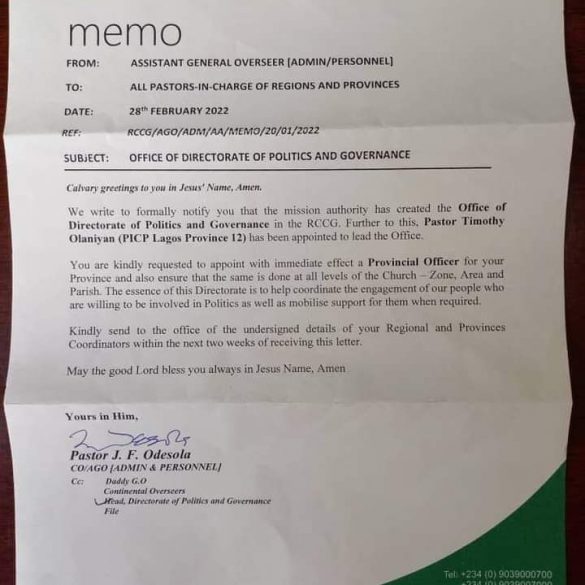 memo
FROM: ASSISTANT GENERAL OVERSEER [ADMIN/PERSONNEL]
TO: ALL PASTORS-IN-CHARGE OF REGIONS AND PROVINCES
DATE: 28th FEBRUARY 2022
REF: RCCG/AGO/ADM/AA/MEMO/20/01/2022
SUBJECT: OFFICE OF DIRECTORATE OF POLITICS AND GOVERNANCE
Calvary greetings to you in Jesus' Name, Amen.
We write to formally notify you that the mission authority has created the Office of
Directorate of Politics and Governance in the RCCG. Further to this, Pastor Timothy
Olaniyan (PICP Lagos Province 12) has been appointed to lead the Office.
You are kindly requested to appoint with immediate effect a Provincial Officer for your
Province and also ensure that the same is done at all levels of the Church – Zone, Area and
Parish. The essence of this Directorate is to help coordinate the engagement of our people who
are willing to be involved in Politics as well as mobilise support for them when required.
Kindly send to the office of the undersigned details of your Regional and Provinces
Coordinators within the next two weeks of receiving this letter.
May the good Lord bless you always in Jesus Name, Amen
Yours in Him,
Pastor J. F. Odesola
CO/AGO [ADMIN & PERSONNEL]
Cc: Daddy G.O
Continental Overseers
Head, Directorate of Politics and Governance
File
Tel: +234 (0) 9039000700